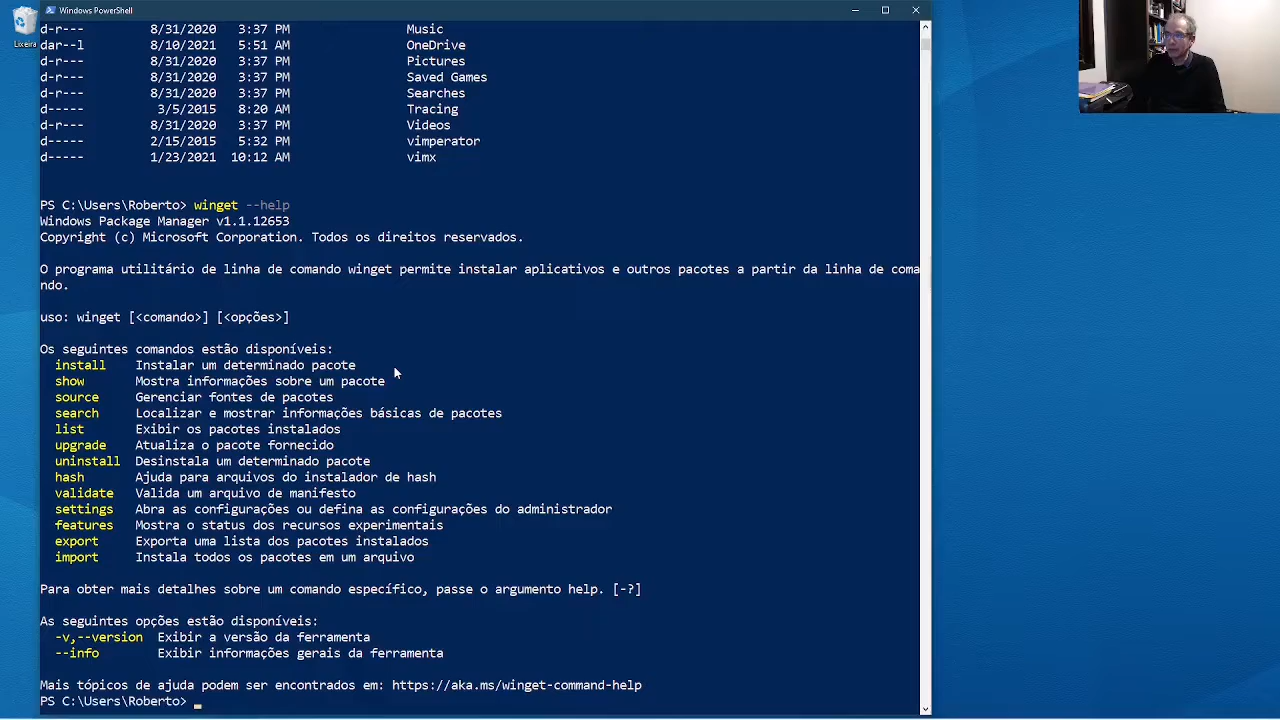 Windows PowerShell
Lixeira
d-r--- 8/31/2020 3:37 PM Music
dar--l 8/10/2021 5:51 AM OneDrive
d-r--- 8/31/2020 3:37 PM Pictures
d-r--- 8/31/2020 3:37 PM Saved Games
d-r--- 8/31/2020 3:37 PM Searches
d----- 3/5/2015 8:20 AM Tracing
d-r--- 8/31/2020 3:37 PM Videos
d----- 2/15/2015 5:32 PM vimperator
d----- 1/23/2021 10:12 AM vimx
PS C:\Users\Roberto> winget --help
Windows Package Manager v1.1.12653
Copyright (c) Microsoft Corporation. Todos os direitos reservados.
O programa utilitário de linha de comando winget permite instalar aplicativos e outros pacotes a partir da linha de coma
ndo.
uso: winget [<comando>] [<opções>]
Os seguintes comandos estão disponíveis:
install Instalar um determinado pacote
show Mostra informações sobre um pacote
source Gerenciar fontes de pacotes
search Localizar e mostrar informações básicas de pacotes
list Exibir os pacotes instalados
upgrade Atualiza o pacote fornecido
uninstall Desinstala um determinado pacote
hash Ajuda para arquivos do instalador de hash
validate Valida um arquivo de manifesto
settings Abra as configurações ou defina as configurações do administrador
features Mostra o status dos recursos experimentais
export Exporta uma lista dos pacotes instalados
import Instala todos os pacotes em um arquivo
Para obter mais detalhes sobre um comando específico, passe o argumento help. [-?]
As seguintes opções estão disponíveis:
-v,--version Exibir a versão da ferramenta
--info Exibir informações gerais da ferramenta
Mais tópicos de ajuda podem ser encontrados em: https://aka.ms/winget-command-help
PS C:\Users\Roberto>